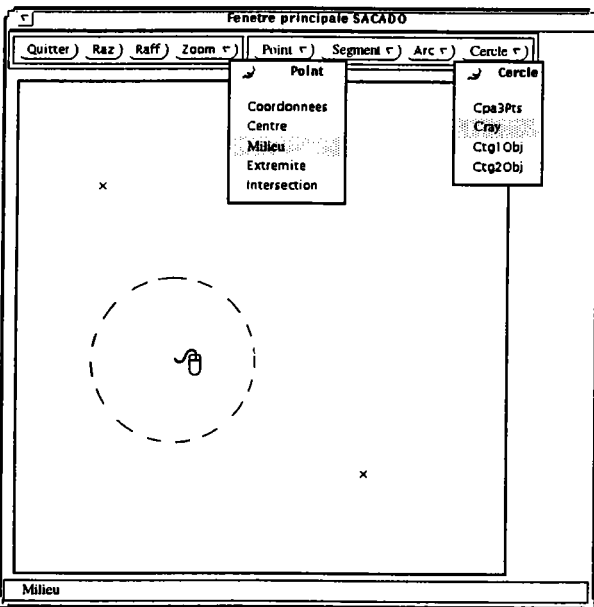 Fenetre principale SACADO
Quitter Raz Raff Zoom Point Segment Arc Cercle
Point
Coordonnees
Centre
Milieu
Extremite
Intersection
Cercle
Cpa3Pts
Cray
Ctg1Obj
Ctg2Obj
Milieu